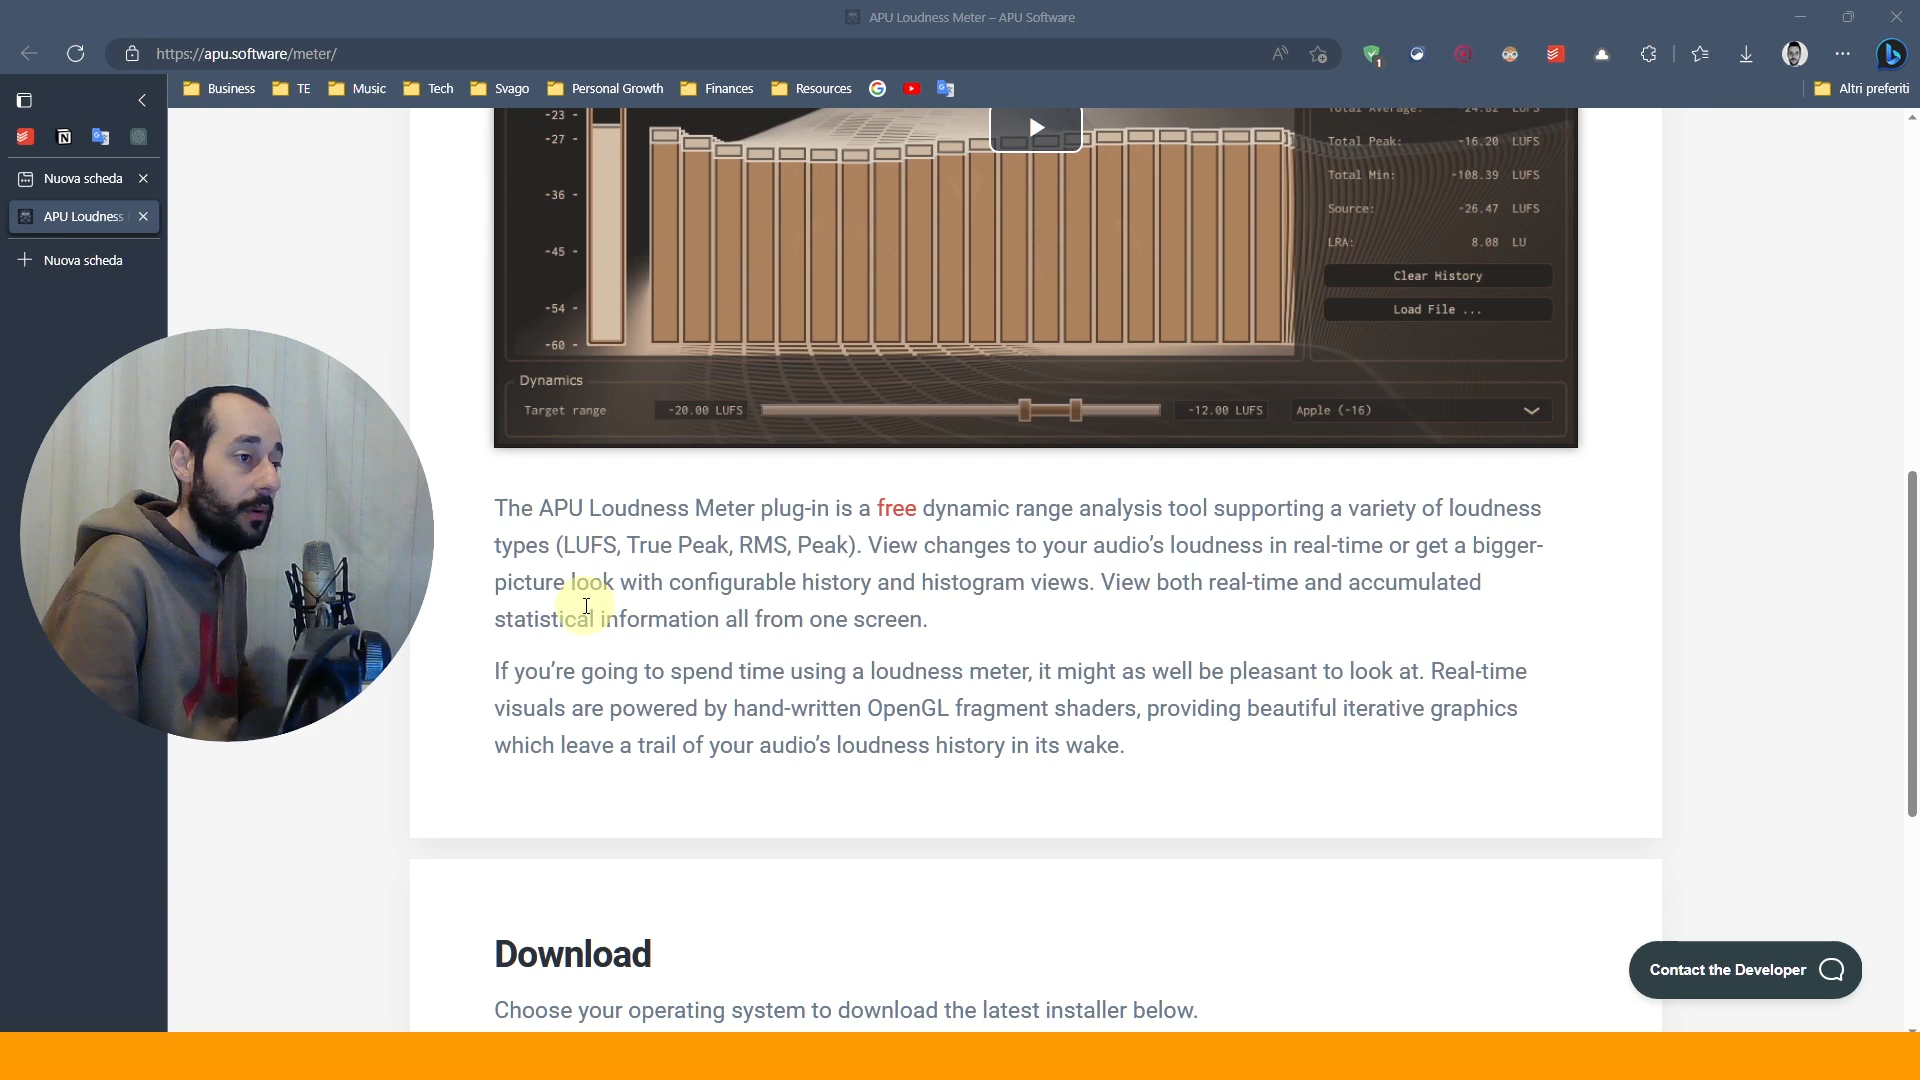 APU Loudness Meter – APU Software
https://apu.software/meter/
Business TE Music Tech Svago Personal Growth Finances Resources Altri preferiti
Nuova scheda
APU Loudness
Nuova scheda
-23 -
-27 -
-36 -
-45 -
-54 -
-60 -
Total Average: -24.82 LUFS
Total Peak: -16.20 LUFS
Total Min: -108.39 LUFS
Source: -26.47 LUFS
LRA: 8.08 LU
Clear History
Load File ...
Dynamics
Target range -20.00 LUFS -12.00 LUFS Apple (-16)
The APU Loudness Meter plug-in is a free dynamic range analysis tool supporting a variety of loudness
types (LUFS, True Peak, RMS, Peak). View changes to your audio’s loudness in real-time or get a bigger-
picture look with configurable history and histogram views. View both real-time and accumulated
statistical information all from one screen.
If you’re going to spend time using a loudness meter, it might as well be pleasant to look at. Real-time
visuals are powered by hand-written OpenGL fragment shaders, providing beautiful iterative graphics
which leave a trail of your audio’s loudness history in its wake.
Download
Choose your operating system to download the latest installer below.
Contact the Developer